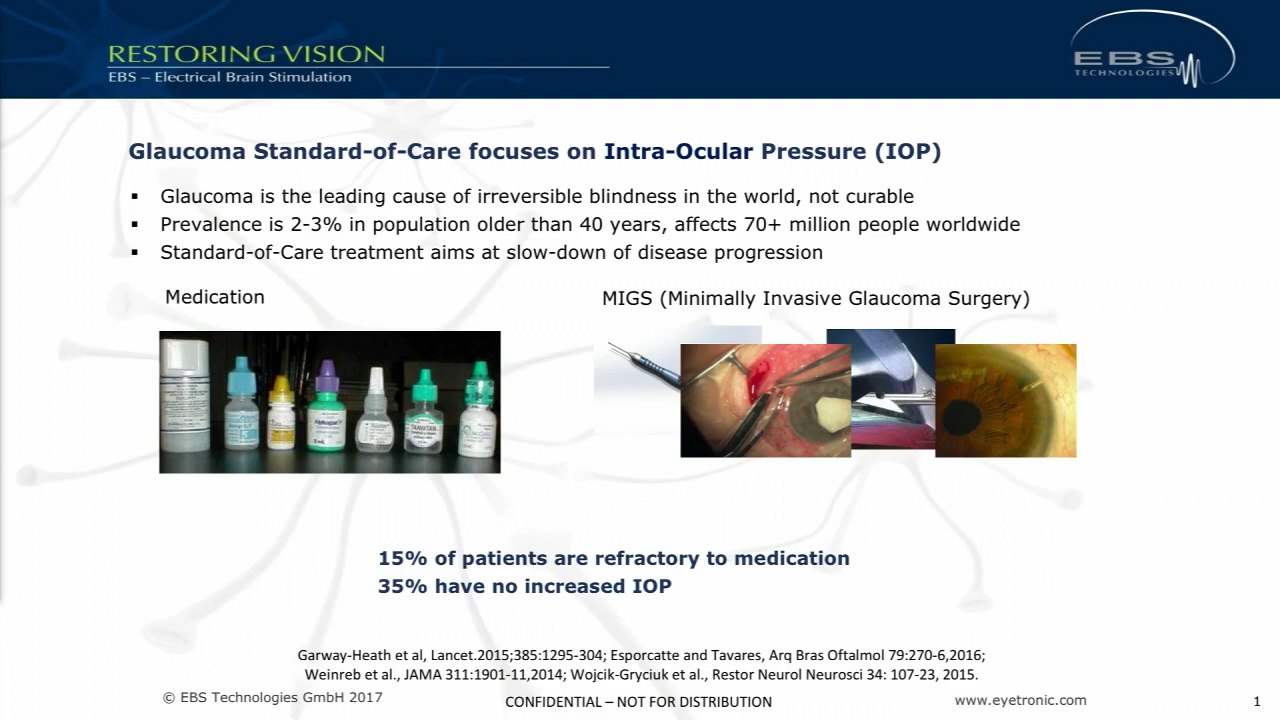 RESTORING VISION
EBS – Electrical Brain Stimulation
EBS
TECHNOLOGIES
Glaucoma Standard-of-Care focuses on Intra-Ocular Pressure (IOP)
▪ Glaucoma is the leading cause of irreversible blindness in the world, not curable
▪ Prevalence is 2-3% in population older than 40 years, affects 70+ million people worldwide
▪ Standard-of-Care treatment aims at slow-down of disease progression
Medication
MIGS (Minimally Invasive Glaucoma Surgery)
15% of patients are refractory to medication
35% have no increased IOP
Garway-Heath et al, Lancet.2015;385:1295-304; Esporcatte and Tavares, Arq Bras Oftalmol 79:270-6,2016;
Weinreb et al., JAMA 311:1901-11,2014; Wojcik-Gryciuk et al., Restor Neurol Neurosci 34: 107-23, 2015.
© EBS Technologies GmbH 2017
CONFIDENTIAL – NOT FOR DISTRIBUTION
www.eyetronic.com
1